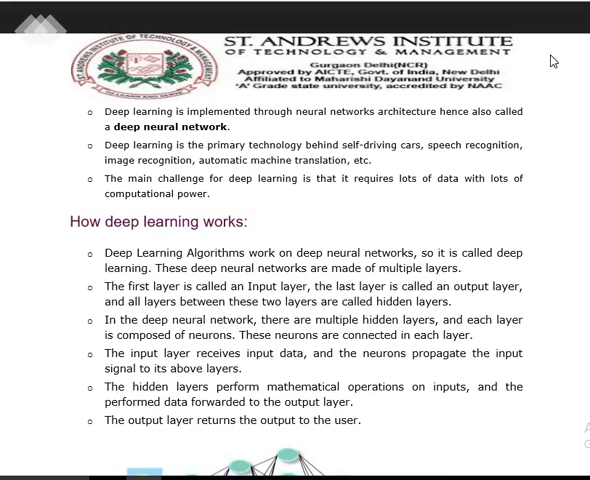 ST. ANDREWS INSTITUTE
OF TECHNOLOGY & MANAGEMENT
Gurgaon Delhi(NCR)
Approved by AICTE, Govt. of India, New Delhi
Affiliated to Maharishi Dayanand University
'A' Grade state university, accredited by NAAC
o Deep learning is implemented through neural networks architecture hence also called
a deep neural network.
o Deep learning is the primary technology behind self-driving cars, speech recognition,
image recognition, automatic machine translation, etc.
o The main challenge for deep learning is that it requires lots of data with lots of
computational power.
How deep learning works:
o Deep Learning Algorithms work on deep neural networks, so it is called deep
learning. These deep neural networks are made of multiple layers.
o The first layer is called an Input layer, the last layer is called an output layer,
and all layers between these two layers are called hidden layers.
o In the deep neural network, there are multiple hidden layers, and each layer
is composed of neurons. These neurons are connected in each layer.
o The input layer receives input data, and the neurons propagate the input
signal to its above layers.
o The hidden layers perform mathematical operations on inputs, and the
performed data forwarded to the output layer.
o The output layer returns the output to the user.